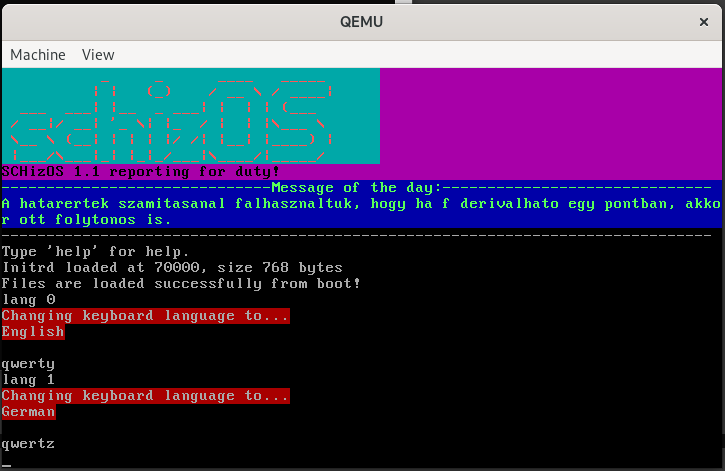 QEMU
Machine View
schizOS
SCHizOS 1.1 reporting for duty!
------------------------------Message of the day:------------------------------
A hatarertek szamitasanal falhasznaltuk, hogy ha f derivalhato egy pontban, akko
r ott folytonos is.
-------------------------------------------------------------------------------
Type 'help' for help.
Initrd loaded at 70000, size 768 bytes
Files are loaded successfully from boot!
lang 0
Changing keyboard language to...
English
qwerty
lang 1
Changing keyboard language to...
German
qwertz
_